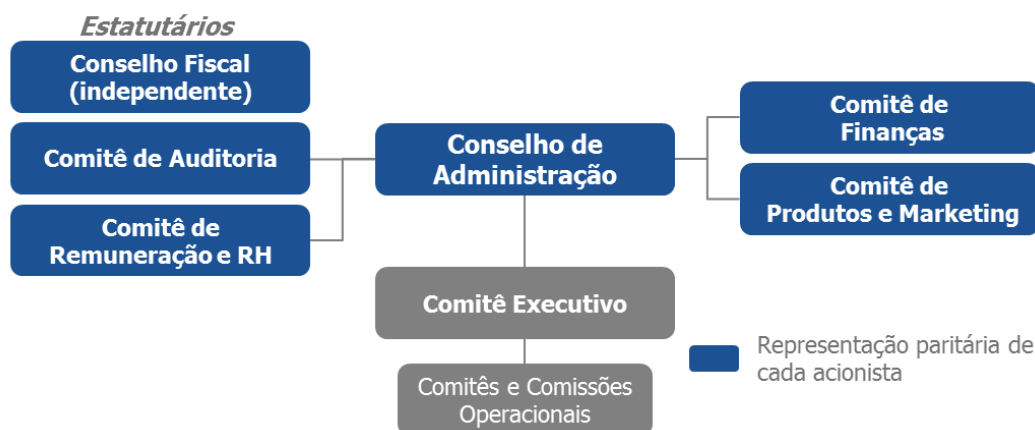 Estatutários
Conselho Fiscal
(independente)
Comitê de Auditoria
Comitê de
Remuneração e RH
Conselho de
Administração
Comitê de
Finanças
Comitê de
Produtos e Marketing
Comitê Executivo
Comitês e Comissões
Operacionais
Representação paritária de
cada acionista